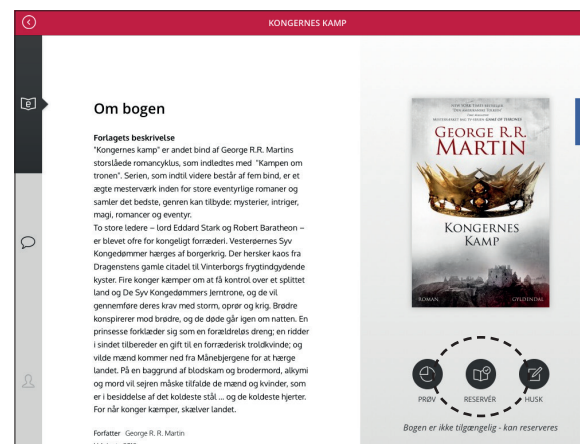 KONGERNES KAMP
Om bogen
Forlagets beskrivelse
"Kongernes kamp" er andet bind af George R.R. Martins
storslåede romancyklus, som indledtes med "Kampen om
tronen". Serien, som indtil videre består af fem bind, er et
ægte mesterværk inden for store eventyrlige romaner og
samler det bedste, genren kan tilbyde: mysterier, intriger,
magi, romancer og eventyr.
To store ledere – lord Eddard Stark og Robert Baratheon –
er blevet ofre for kongeligt forræderi. Vesterøernes Syv
Kongedømmer hærges af borgerkrig. Der hersker kaos fra
Dragenstens gamle citadel til Vinterborgs frygtindgydende
kyster. Fire konger kæmper om at få kontrol over et splittet
land og De Syv Kongedømmers Jerntrone, og de vil
gennemføre deres krav med storm, oprør og krig. Brødre
konspirerer mod brødre, og de døde går igen om natten. En
prinsesse forklæder sig som en forældreløs dreng; en ridder
i sindet tilbereder en gift til en forræderisk troldkvinde; og
vilde mænd kommer ned fra Månebjergene for at hærge
landet. På en baggrund af blodskam og brodermord, alkymi
og mord vil sejren måske tilfalde de mænd og kvinder, som
er i besiddelse af det koldeste stål ... og de koldeste hjerter.
For når konger kæmper, skælver landet.
Forfatter George R. R. Martin
GEORGE R.R.
MARTIN
KONGERNES
KAMP
ROMAN GYLDENDAL
PRØV RESERVÉR HUSK
Bogen er ikke tilgængelig - kan reserveres